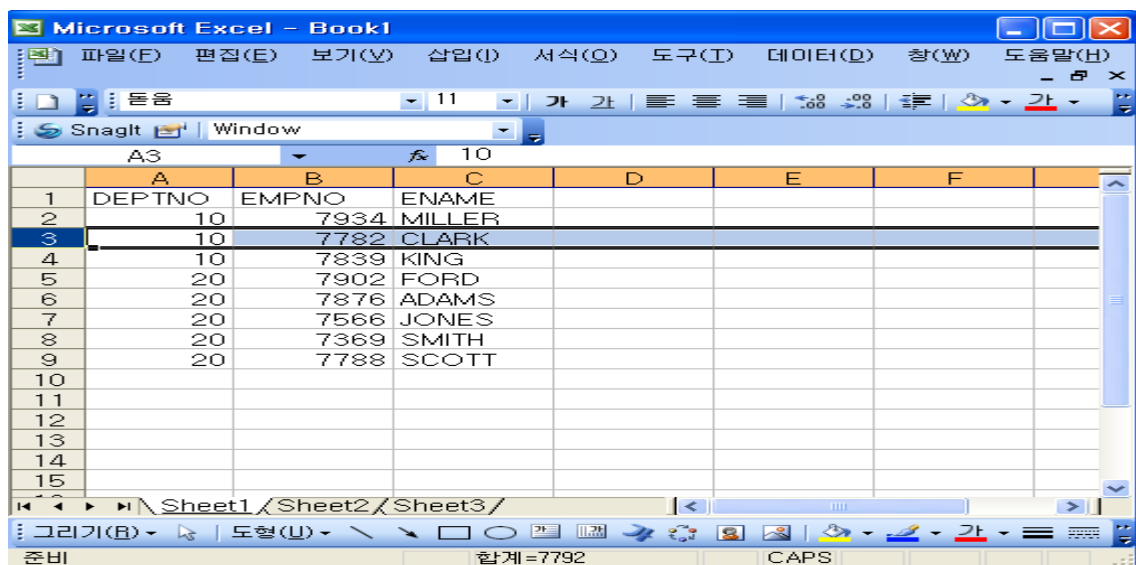 Microsoft Excel - Book1
파일(F) 편집(E) 보기(V) 삽입(I) 서식(O) 도구(T) 데이터(D) 창(W) 도움말(H)
돋움 11 가 가 가
SnagIt Window
A3 fx 10
A B C D E F
1 DEPTNO EMPNO ENAME
2 10 7934 MILLER
3 10 7782 CLARK
4 10 7839 KING
5 20 7902 FORD
6 20 7876 ADAMS
7 20 7566 JONES
8 20 7369 SMITH
9 20 7788 SCOTT
10
11
12
13
14
15
Sheet1 Sheet2 Sheet3
그리기(R) 도형(U) 가
준비 합계=7792 CAPS